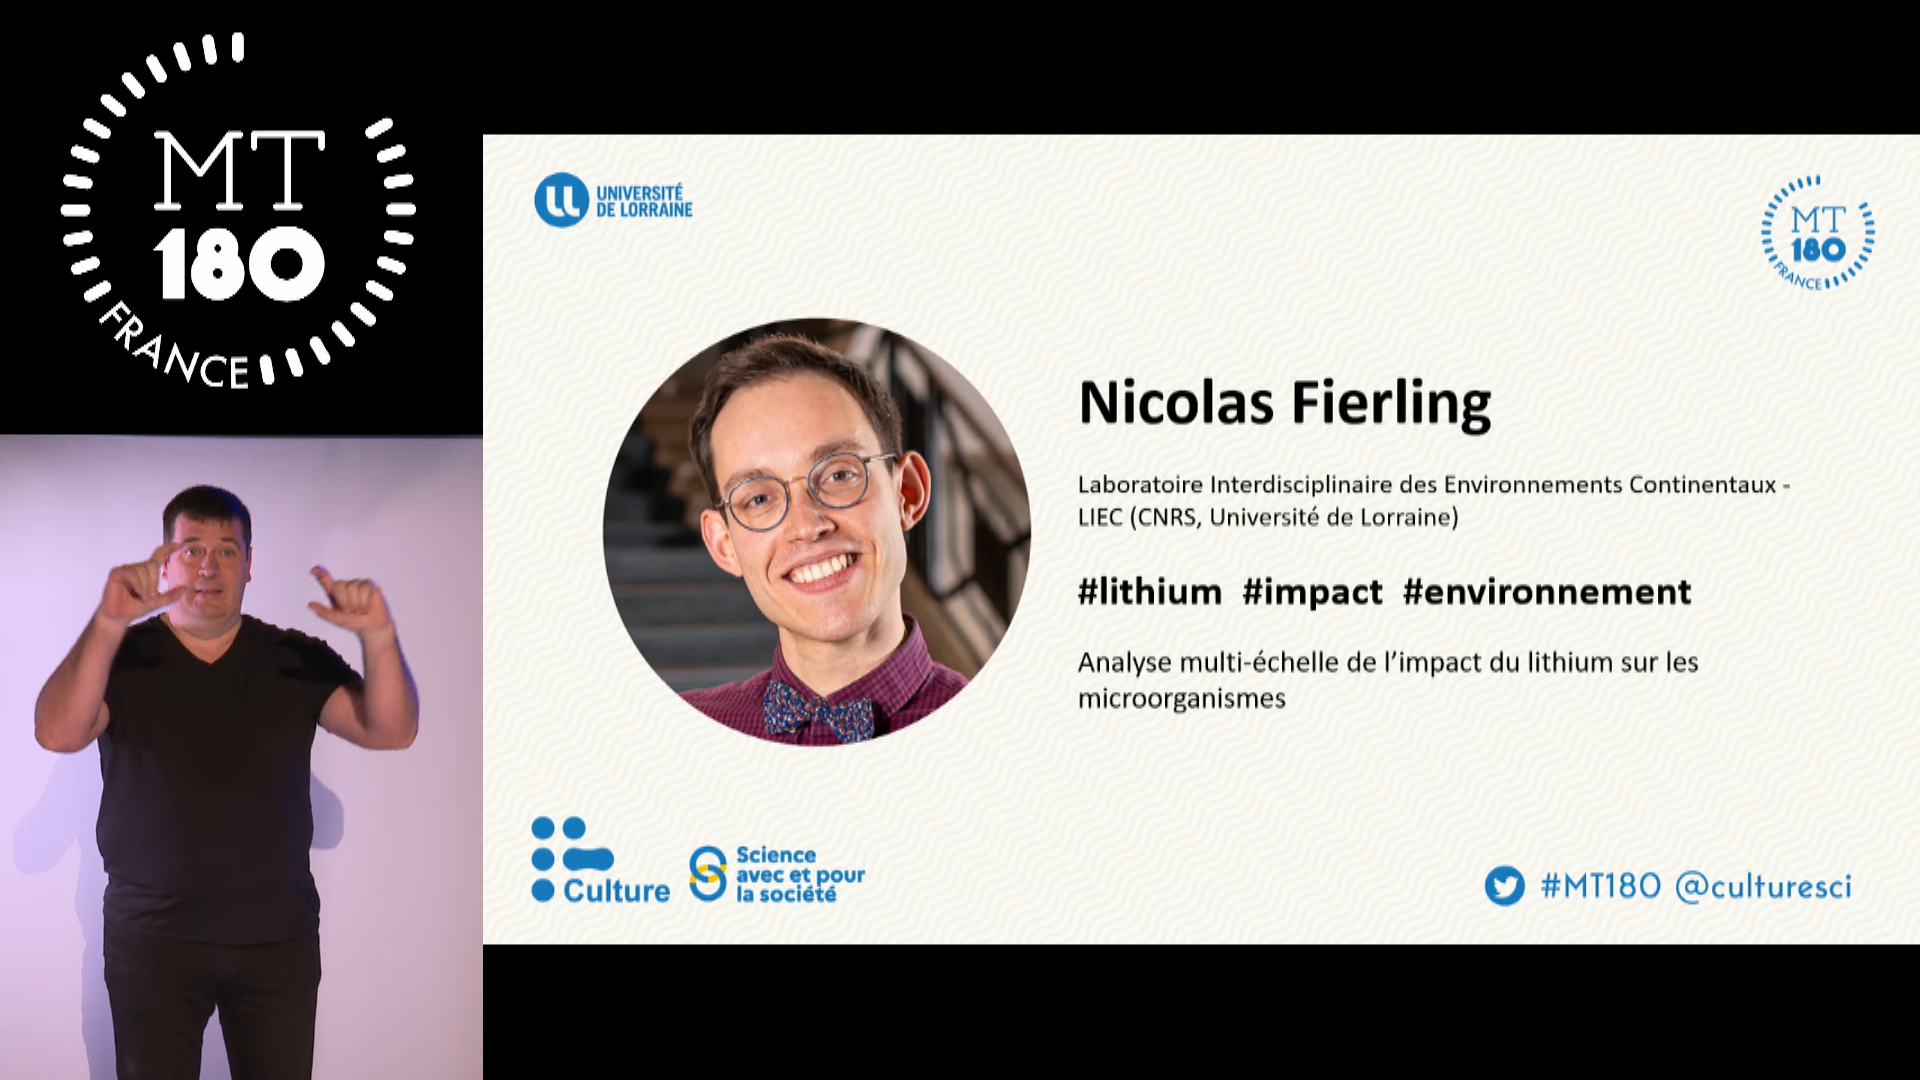 MT
180
FRANCE
UNIVERSITÉ
DE LORRAINE
MT
180
FRANCE
Nicolas Fierling
Laboratoire Interdisciplinaire des Environnements Continentaux -
LIEC (CNRS, Université de Lorraine)
#lithium #impact #environnement
Analyse multi-échelle de l’impact du lithium sur les
microorganismes
Culture
Science
avec et pour
la société
#MT180 @culturesci